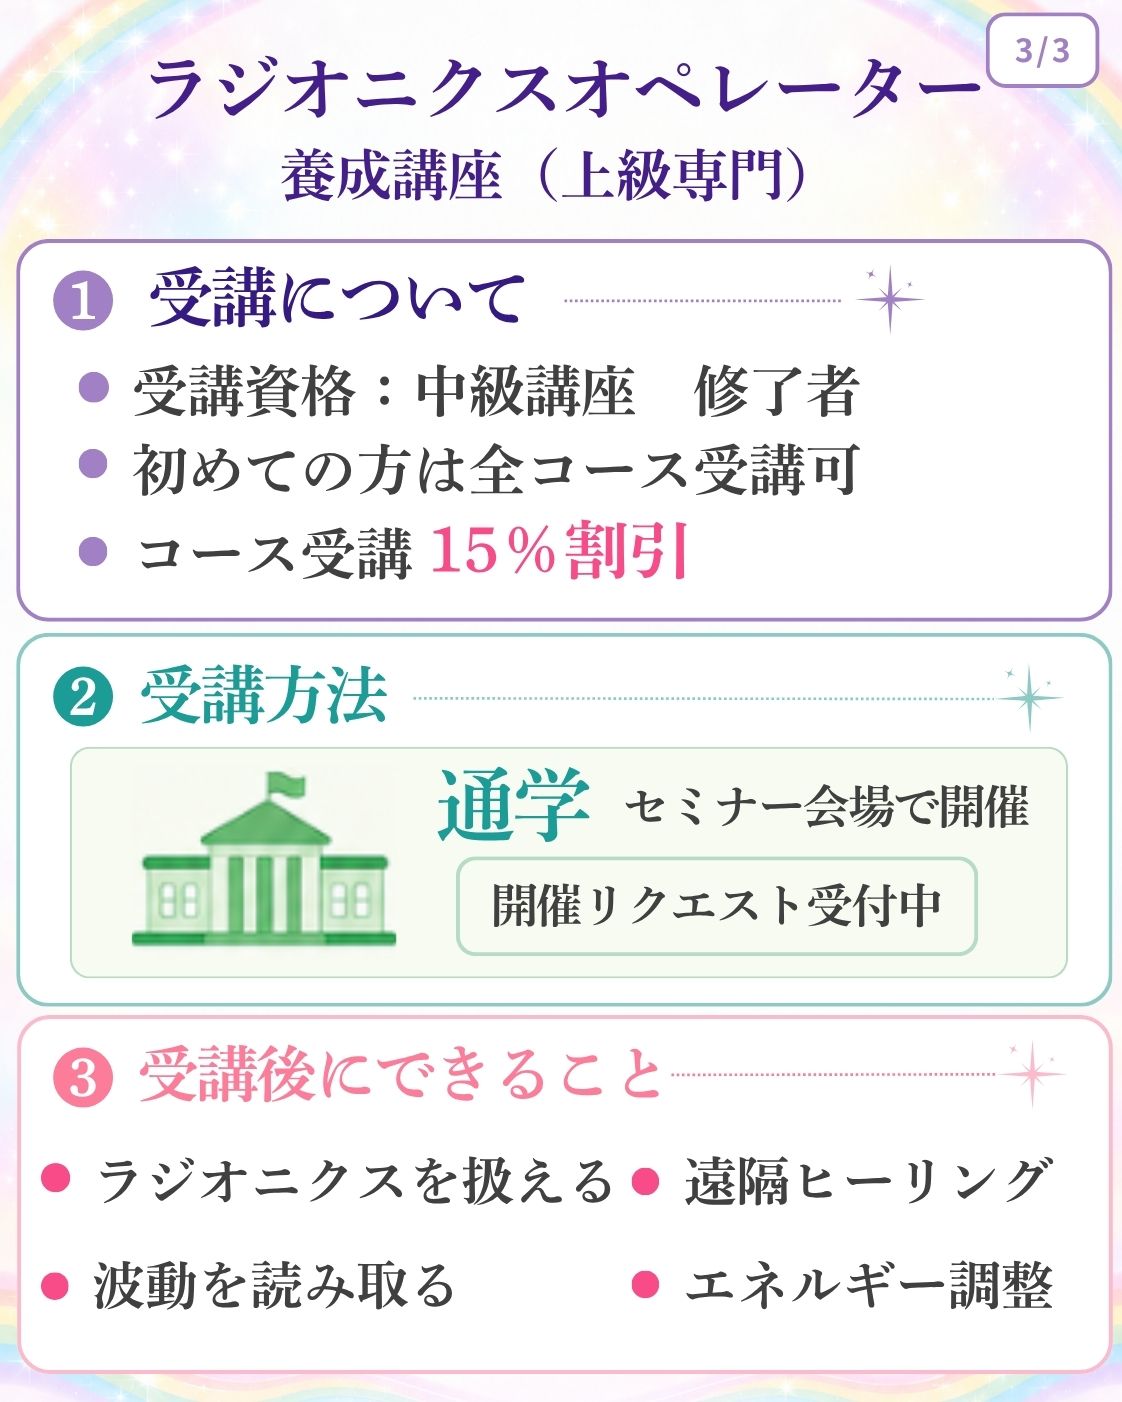 3/3
ラジオニクスオペレーター
養成講座（上級専門）
1 受講について
受講資格：中級講座　修了者
初めての方は全コース受講可
コース受講 15％割引
2 受講方法
通学 セミナー会場で開催
開催リクエスト受付中
3 受講後にできること
ラジオニクスを扱える
遠隔ヒーリング
波動を読み取る
エネルギー調整